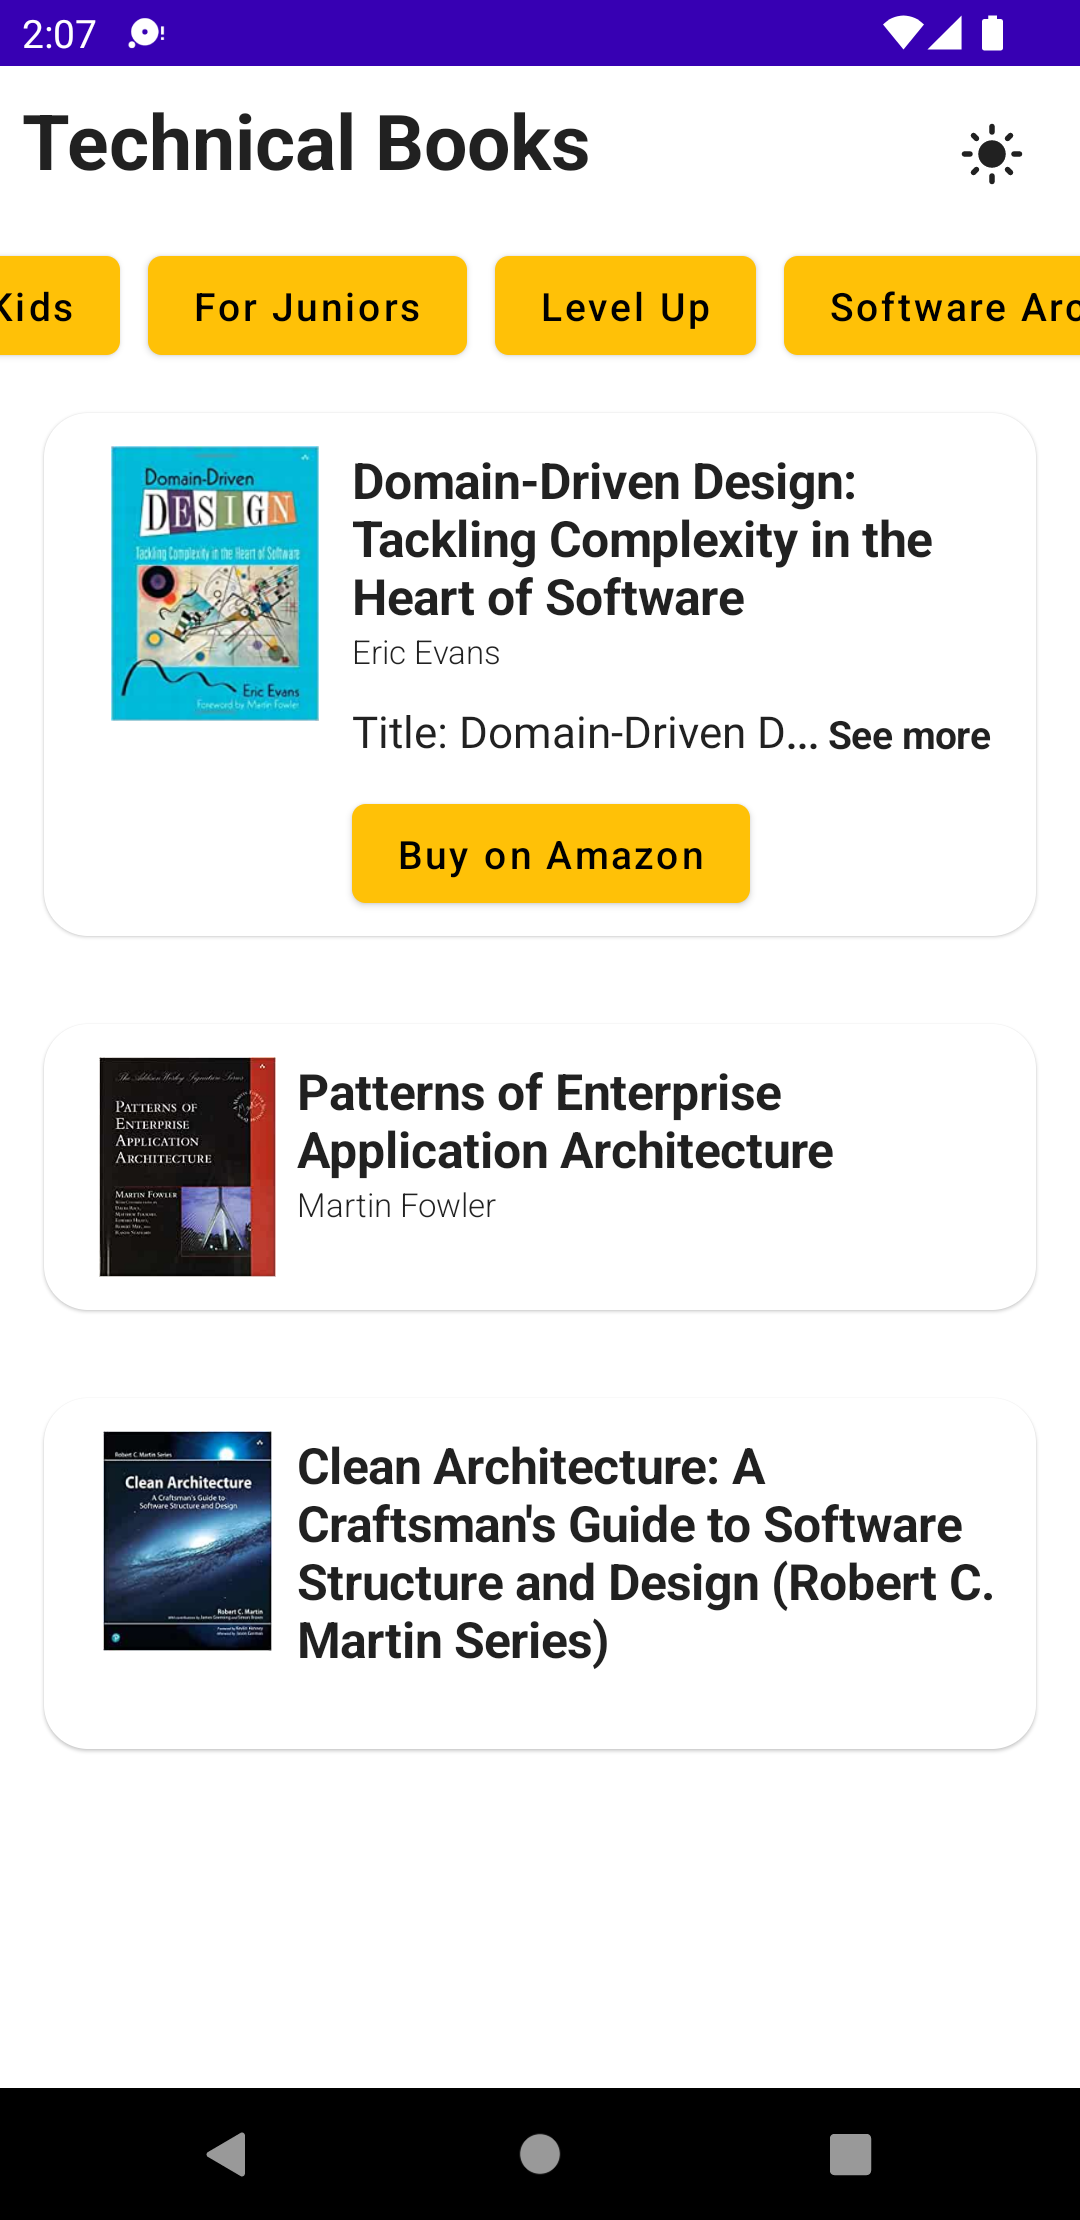 2:07
Technical Books
Kids
For Juniors
Level Up
Software Arc
Domain-Driven
DESIGN
Tackling Complexity in the Heart of Software
Eric Evans
Foreword by Martin Fowler
Domain-Driven Design:
Tackling Complexity in the
Heart of Software
Eric Evans
Title: Domain-Driven D... See more
Buy on Amazon
The Addison Wesley Signature Series
PATTERNS OF
ENTERPRISE
APPLICATION
ARCHITECTURE
MARTIN FOWLER
Patterns of Enterprise
Application Architecture
Martin Fowler
Robert C. Martin Series
Clean Architecture
A Craftsman's Guide to
Software Structure and Design
Robert C. Martin
Clean Architecture: A
Craftsman's Guide to Software
Structure and Design (Robert C.
Martin Series)